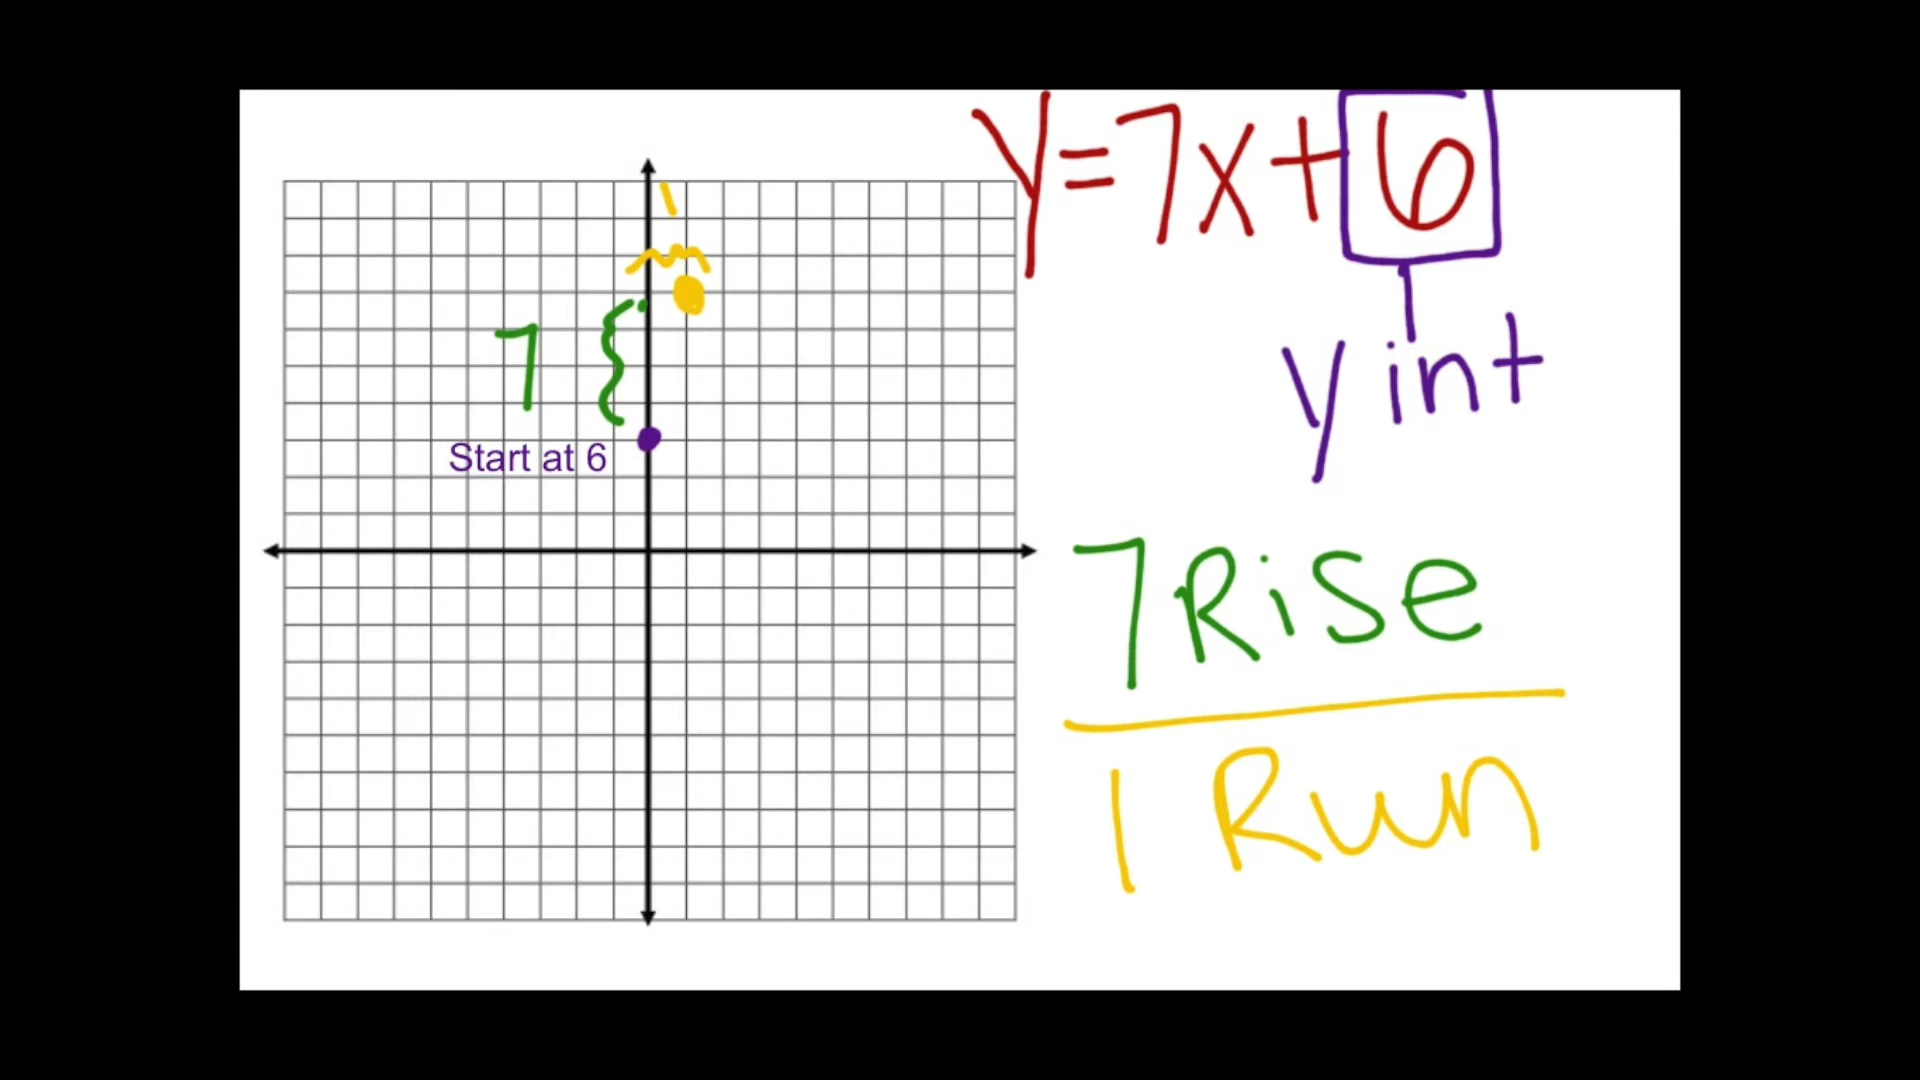 y=7x+6
1
7
y int
Start at 6
7 Rise
1 Run